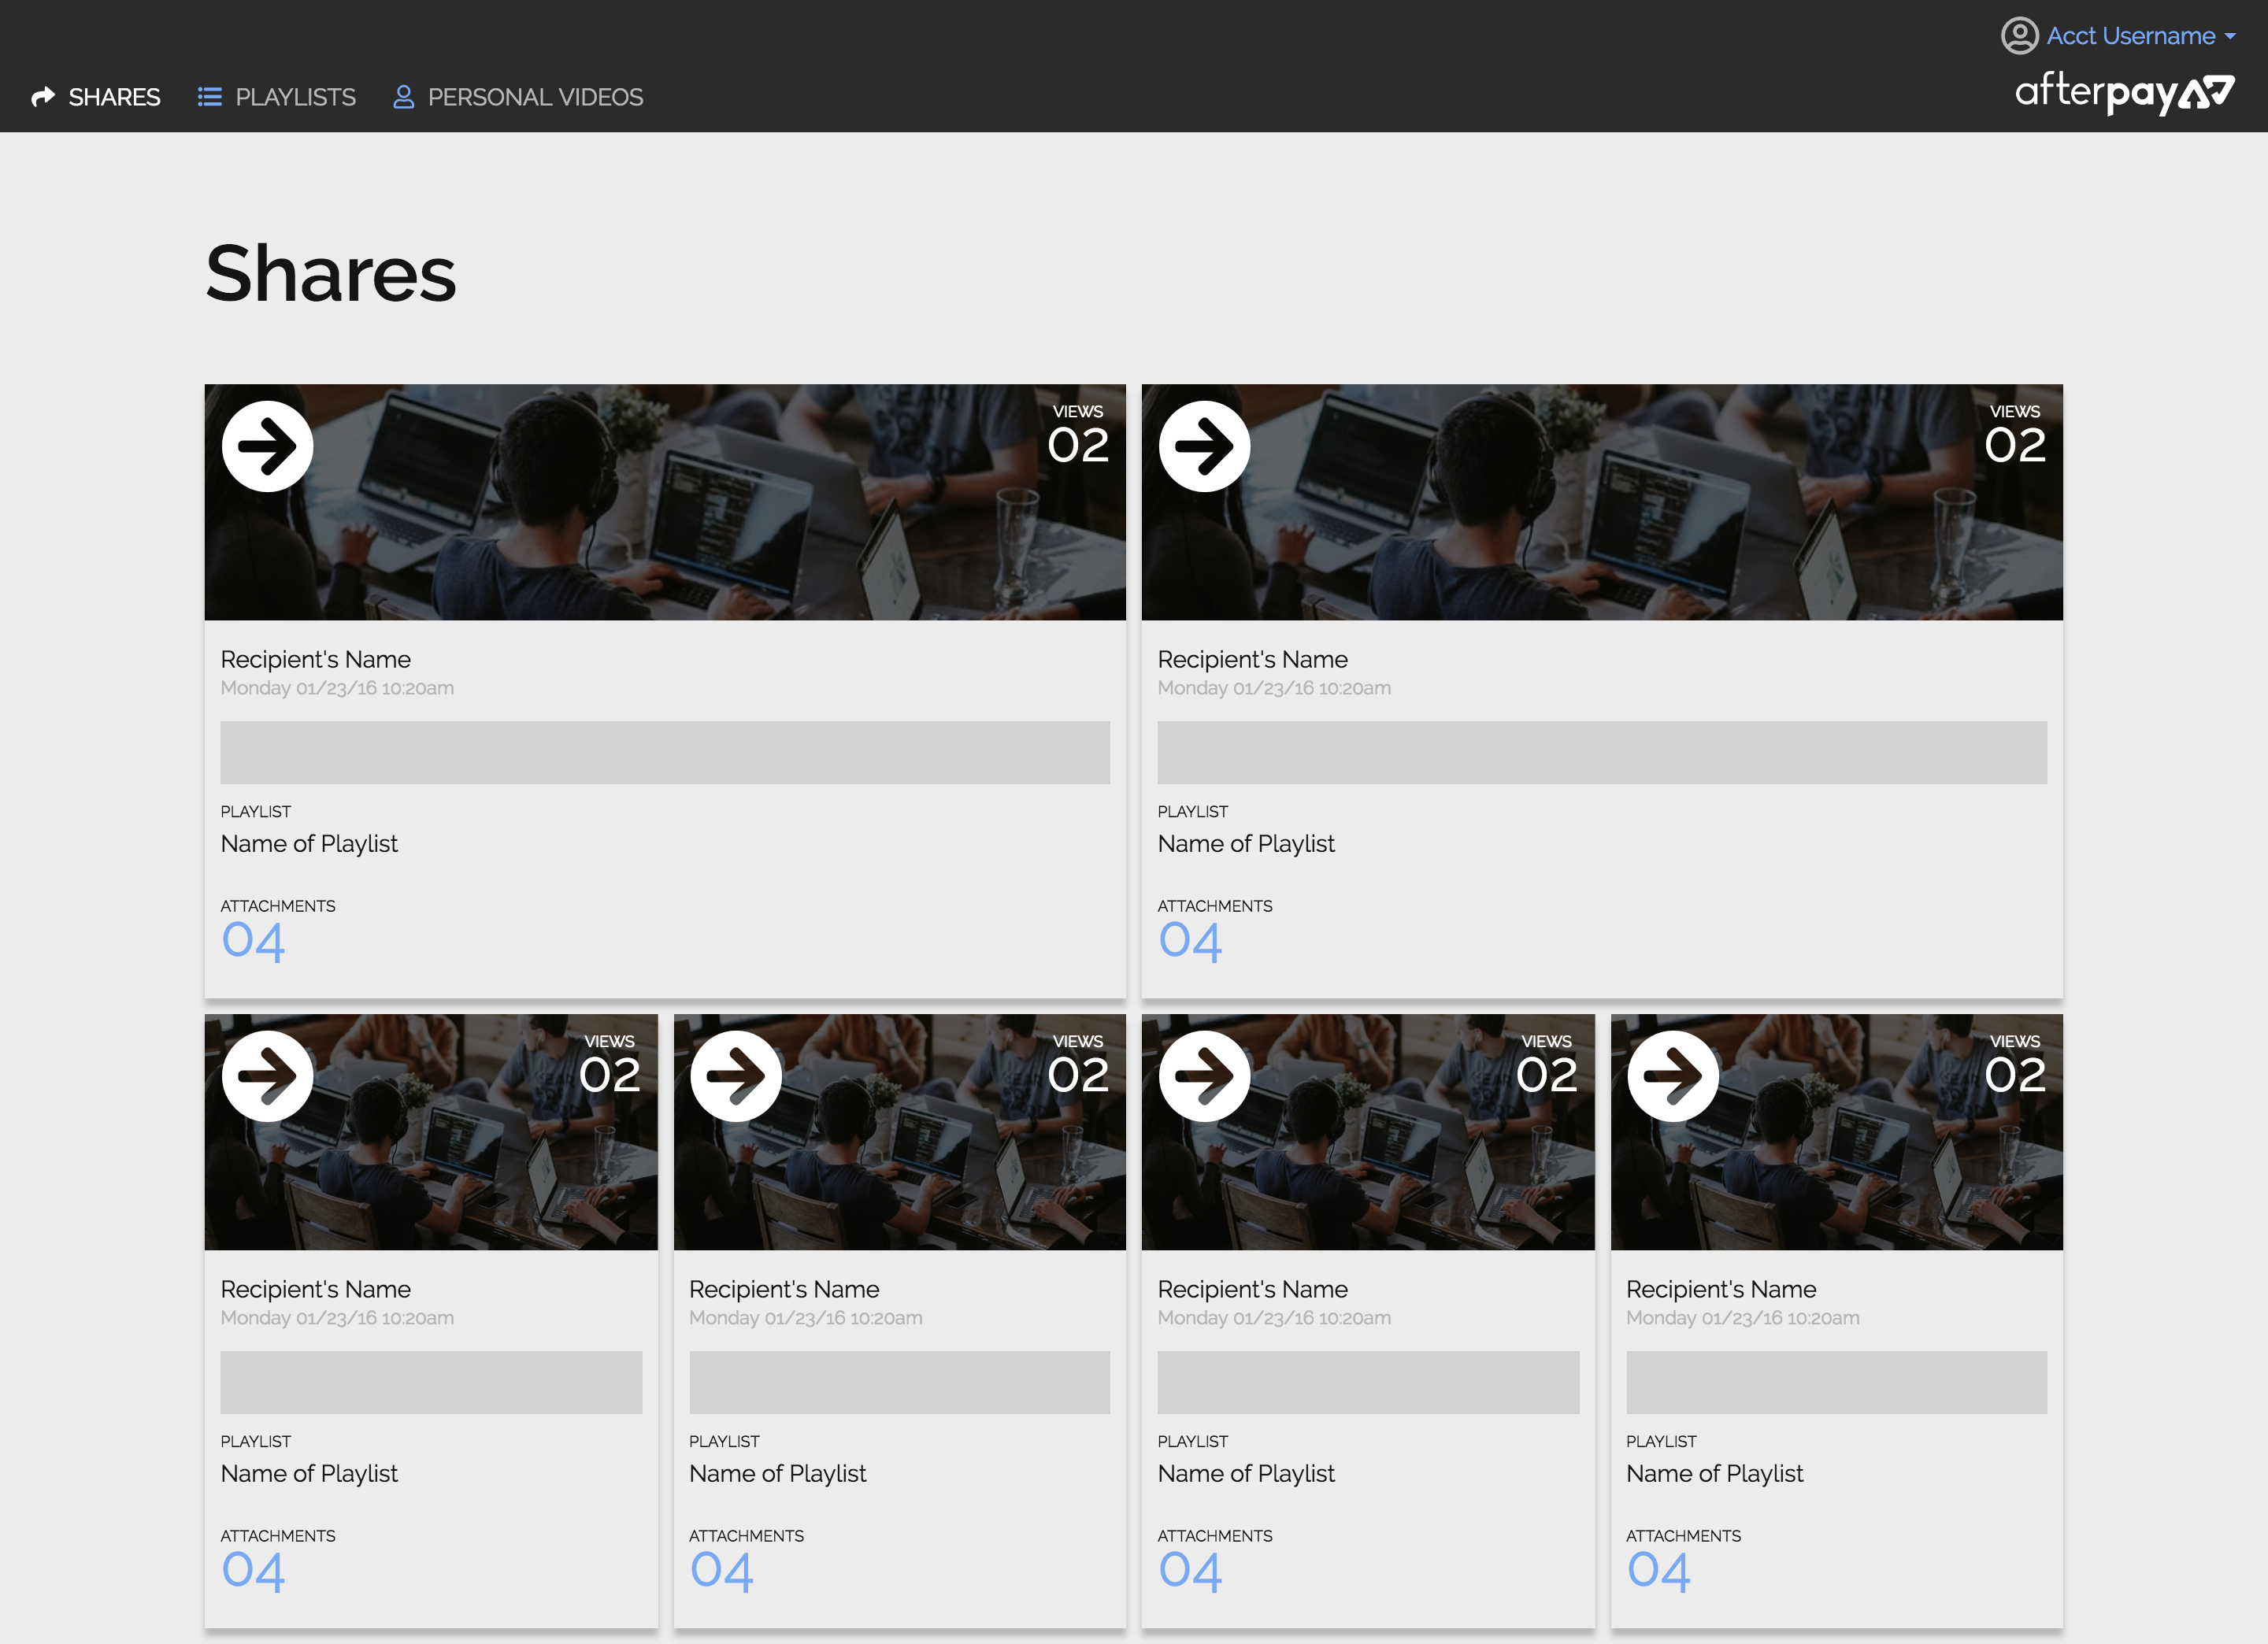 Acct Username
SHARES PLAYLISTS PERSONAL VIDEOS
afterpay
Shares
VIEWS
02
Recipient's Name
Monday 01/23/16 10:20am
PLAYLIST
Name of Playlist
ATTACHMENTS
04
VIEWS
02
Recipient's Name
Monday 01/23/16 10:20am
PLAYLIST
Name of Playlist
ATTACHMENTS
04
VIEWS
02
Recipient's Name
Monday 01/23/16 10:20am
PLAYLIST
Name of Playlist
ATTACHMENTS
04
VIEWS
02
Recipient's Name
Monday 01/23/16 10:20am
PLAYLIST
Name of Playlist
ATTACHMENTS
04
VIEWS
02
Recipient's Name
Monday 01/23/16 10:20am
PLAYLIST
Name of Playlist
ATTACHMENTS
04
VIEWS
02
Recipient's Name
Monday 01/23/16 10:20am
PLAYLIST
Name of Playlist
ATTACHMENTS
04